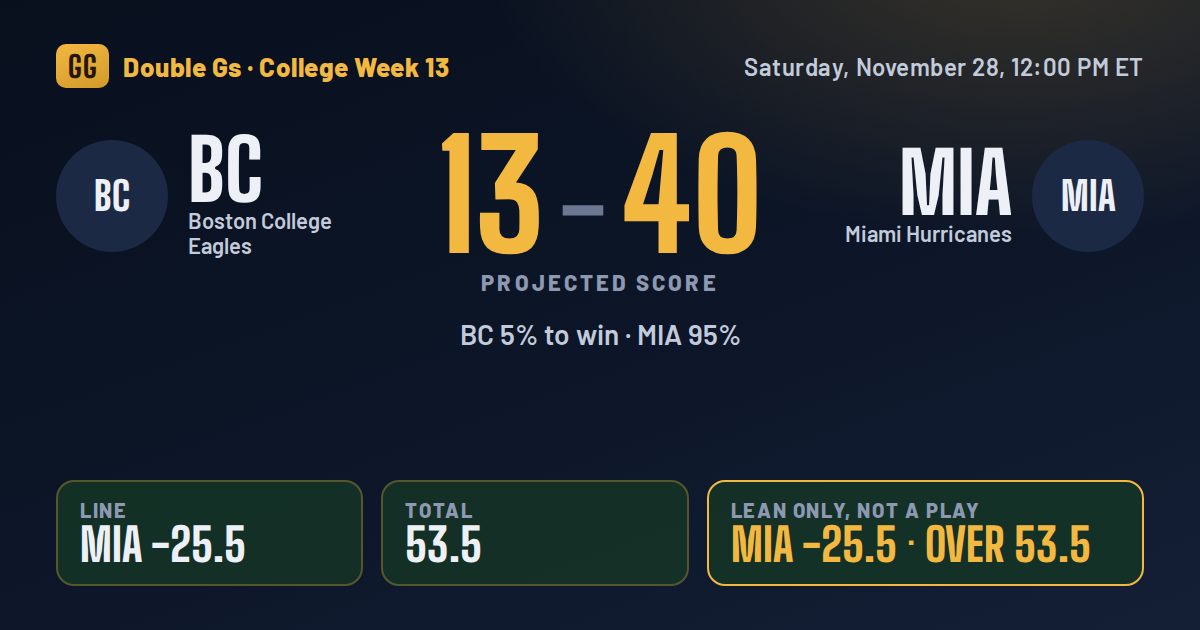 GG
Double Gs · College Week 13
Saturday, November 28, 12:00 PM ET
BC
BC
Boston College
Eagles
13 – 40
PROJECTED SCORE
BC 5% to win · MIA 95%
MIA
Miami Hurricanes
MIA
LINE
MIA −25.5
TOTAL
53.5
LEAN ONLY, NOT A PLAY
MIA −25.5 · OVER 53.5